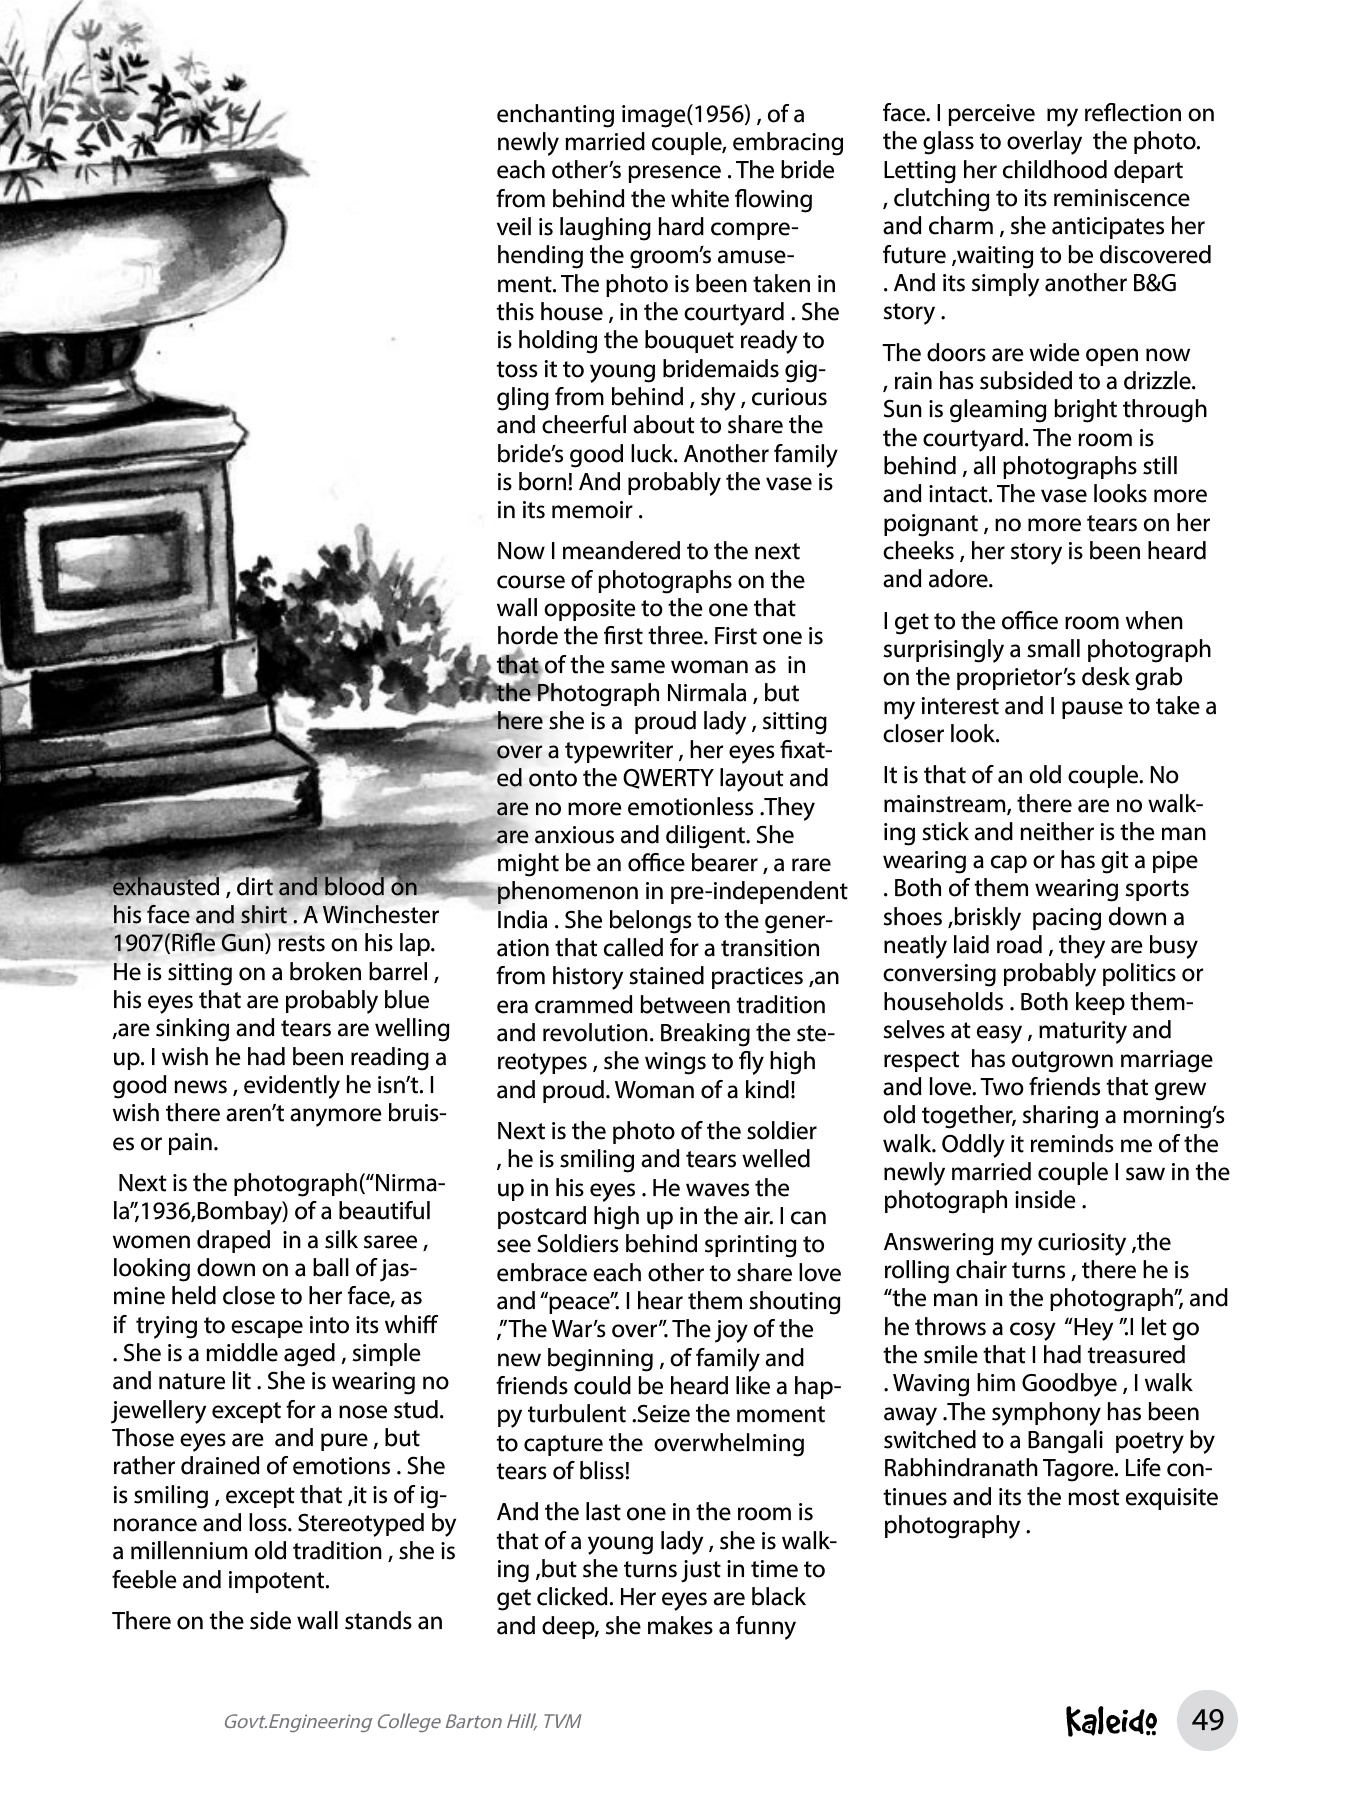 exhausted , dirt and blood on
his face and shirt . A Winchester
1907(Rifle Gun) rests on his lap.
He is sitting on a broken barrel ,
his eyes that are probably blue
,are sinking and tears are welling
up. I wish he had been reading a
good news , evidently he isn’t. I
wish there aren’t anymore bruis-
es or pain.
Next is the photograph(“Nirma-
la”,1936,Bombay) of a beautiful
women draped  in a silk saree ,
looking down on a ball of jas-
mine held close to her face, as
if  trying to escape into its whiff
. She is a middle aged , simple
and nature lit . She is wearing no
jewellery except for a nose stud.
Those eyes are  and pure , but
rather drained of emotions . She
is smiling , except that ,it is of ig-
norance and loss. Stereotyped by
a millennium old tradition , she is
feeble and impotent.
There on the side wall stands an
enchanting image(1956) , of a
newly married couple, embracing
each other’s presence . The bride
from behind the white flowing
veil is laughing hard compre-
hending the groom’s amuse-
ment. The photo is been taken in
this house , in the courtyard . She
is holding the bouquet ready to
toss it to young bridemaids gig-
gling from behind , shy , curious
and cheerful about to share the
bride’s good luck. Another family
is born! And probably the vase is
in its memoir .
Now I meandered to the next
course of photographs on the
wall opposite to the one that
horde the first three. First one is
that of the same woman as  in
the Photograph Nirmala , but
here she is a  proud lady , sitting
over a typewriter , her eyes fixat-
ed onto the QWERTY layout and
are no more emotionless .They
are anxious and diligent. She
might be an office bearer , a rare
phenomenon in pre-independent
India . She belongs to the gener-
ation that called for a transition
from history stained practices ,an
era crammed between tradition
and revolution. Breaking the ste-
reotypes , she wings to fly high
and proud. Woman of a kind!
Next is the photo of the soldier
, he is smiling and tears welled
up in his eyes . He waves the
postcard high up in the air. I can
see Soldiers behind sprinting to
embrace each other to share love
and “peace”. I hear them shouting
,”The War’s over”. The joy of the
new beginning , of family and
friends could be heard like a hap-
py turbulent .Seize the moment
to capture the  overwhelming
tears of bliss!
And the last one in the room is
that of a young lady , she is walk-
ing ,but she turns just in time to
get clicked. Her eyes are black
and deep, she makes a funny
face. I perceive  my reflection on
the glass to overlay  the photo.
Letting her childhood depart
, clutching to its reminiscence
and charm , she anticipates her
future ,waiting to be discovered
. And its simply another B&G
story .
The doors are wide open now
, rain has subsided to a drizzle.
Sun is gleaming bright through
the courtyard. The room is
behind , all photographs still
and intact. The vase looks more
poignant , no more tears on her
cheeks , her story is been heard
and adore.
I get to the office room when
surprisingly a small photograph
on the proprietor’s desk grab
my interest and I pause to take a
closer look.
It is that of an old couple. No
mainstream, there are no walk-
ing stick and neither is the man
wearing a cap or has git a pipe
. Both of them wearing sports
shoes ,briskly  pacing down a
neatly laid road , they are busy
conversing probably politics or
households . Both keep them-
selves at easy , maturity and
respect  has outgrown marriage
and love. Two friends that grew
old together, sharing a morning’s
walk. Oddly it reminds me of the
newly married couple I saw in the
photograph inside .
Answering my curiosity ,the
rolling chair turns , there he is
“the man in the photograph”, and
he throws a cosy  “Hey ”.I let go
the smile that I had treasured
. Waving him Goodbye , I walk
away .The symphony has been
switched to a Bangali  poetry by
Rabhindranath Tagore. Life con-
tinues and its the most exquisite
photography .
Govt.Engineering College Barton Hill, TVM
Kaleido 49